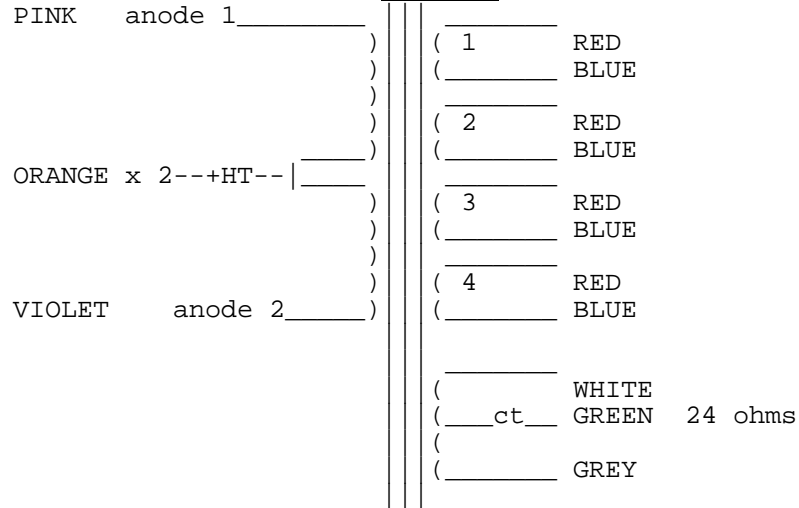 PINK anode 1
1 RED
BLUE
2 RED
BLUE
ORANGE x 2--+HT--
3 RED
BLUE
4 RED
VIOLET anode 2 BLUE
WHITE
ct GREEN 24 ohms
GREY